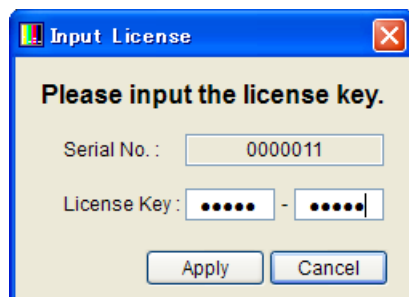 Input License
Please input the license key.
Serial No. : 0000011
License Key : ●●●●● - ●●●●●
Apply Cancel